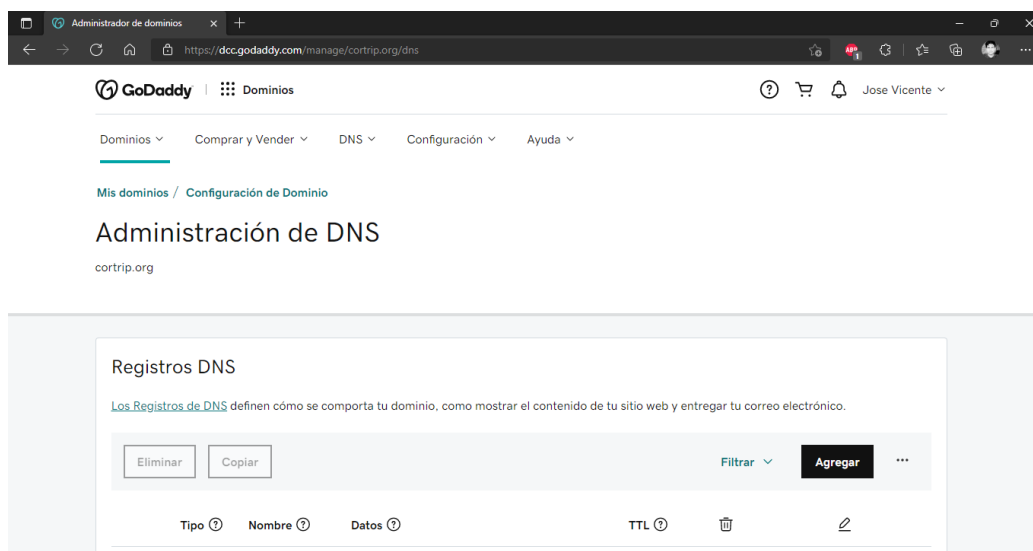 Administrador de dominios
https://dcc.godaddy.com/manage/cortrip.org/dns
ABP
1
GoDaddy Dominios Jose Vicente
Dominios Comprar y Vender DNS Configuración Ayuda
Mis dominios / Configuración de Dominio
Administración de DNS
cortrip.org
Registros DNS
Los Registros de DNS definen cómo se comporta tu dominio, como mostrar el contenido de tu sitio web y entregar tu correo electrónico.
Eliminar Copiar Filtrar Agregar
Tipo Nombre Datos TTL